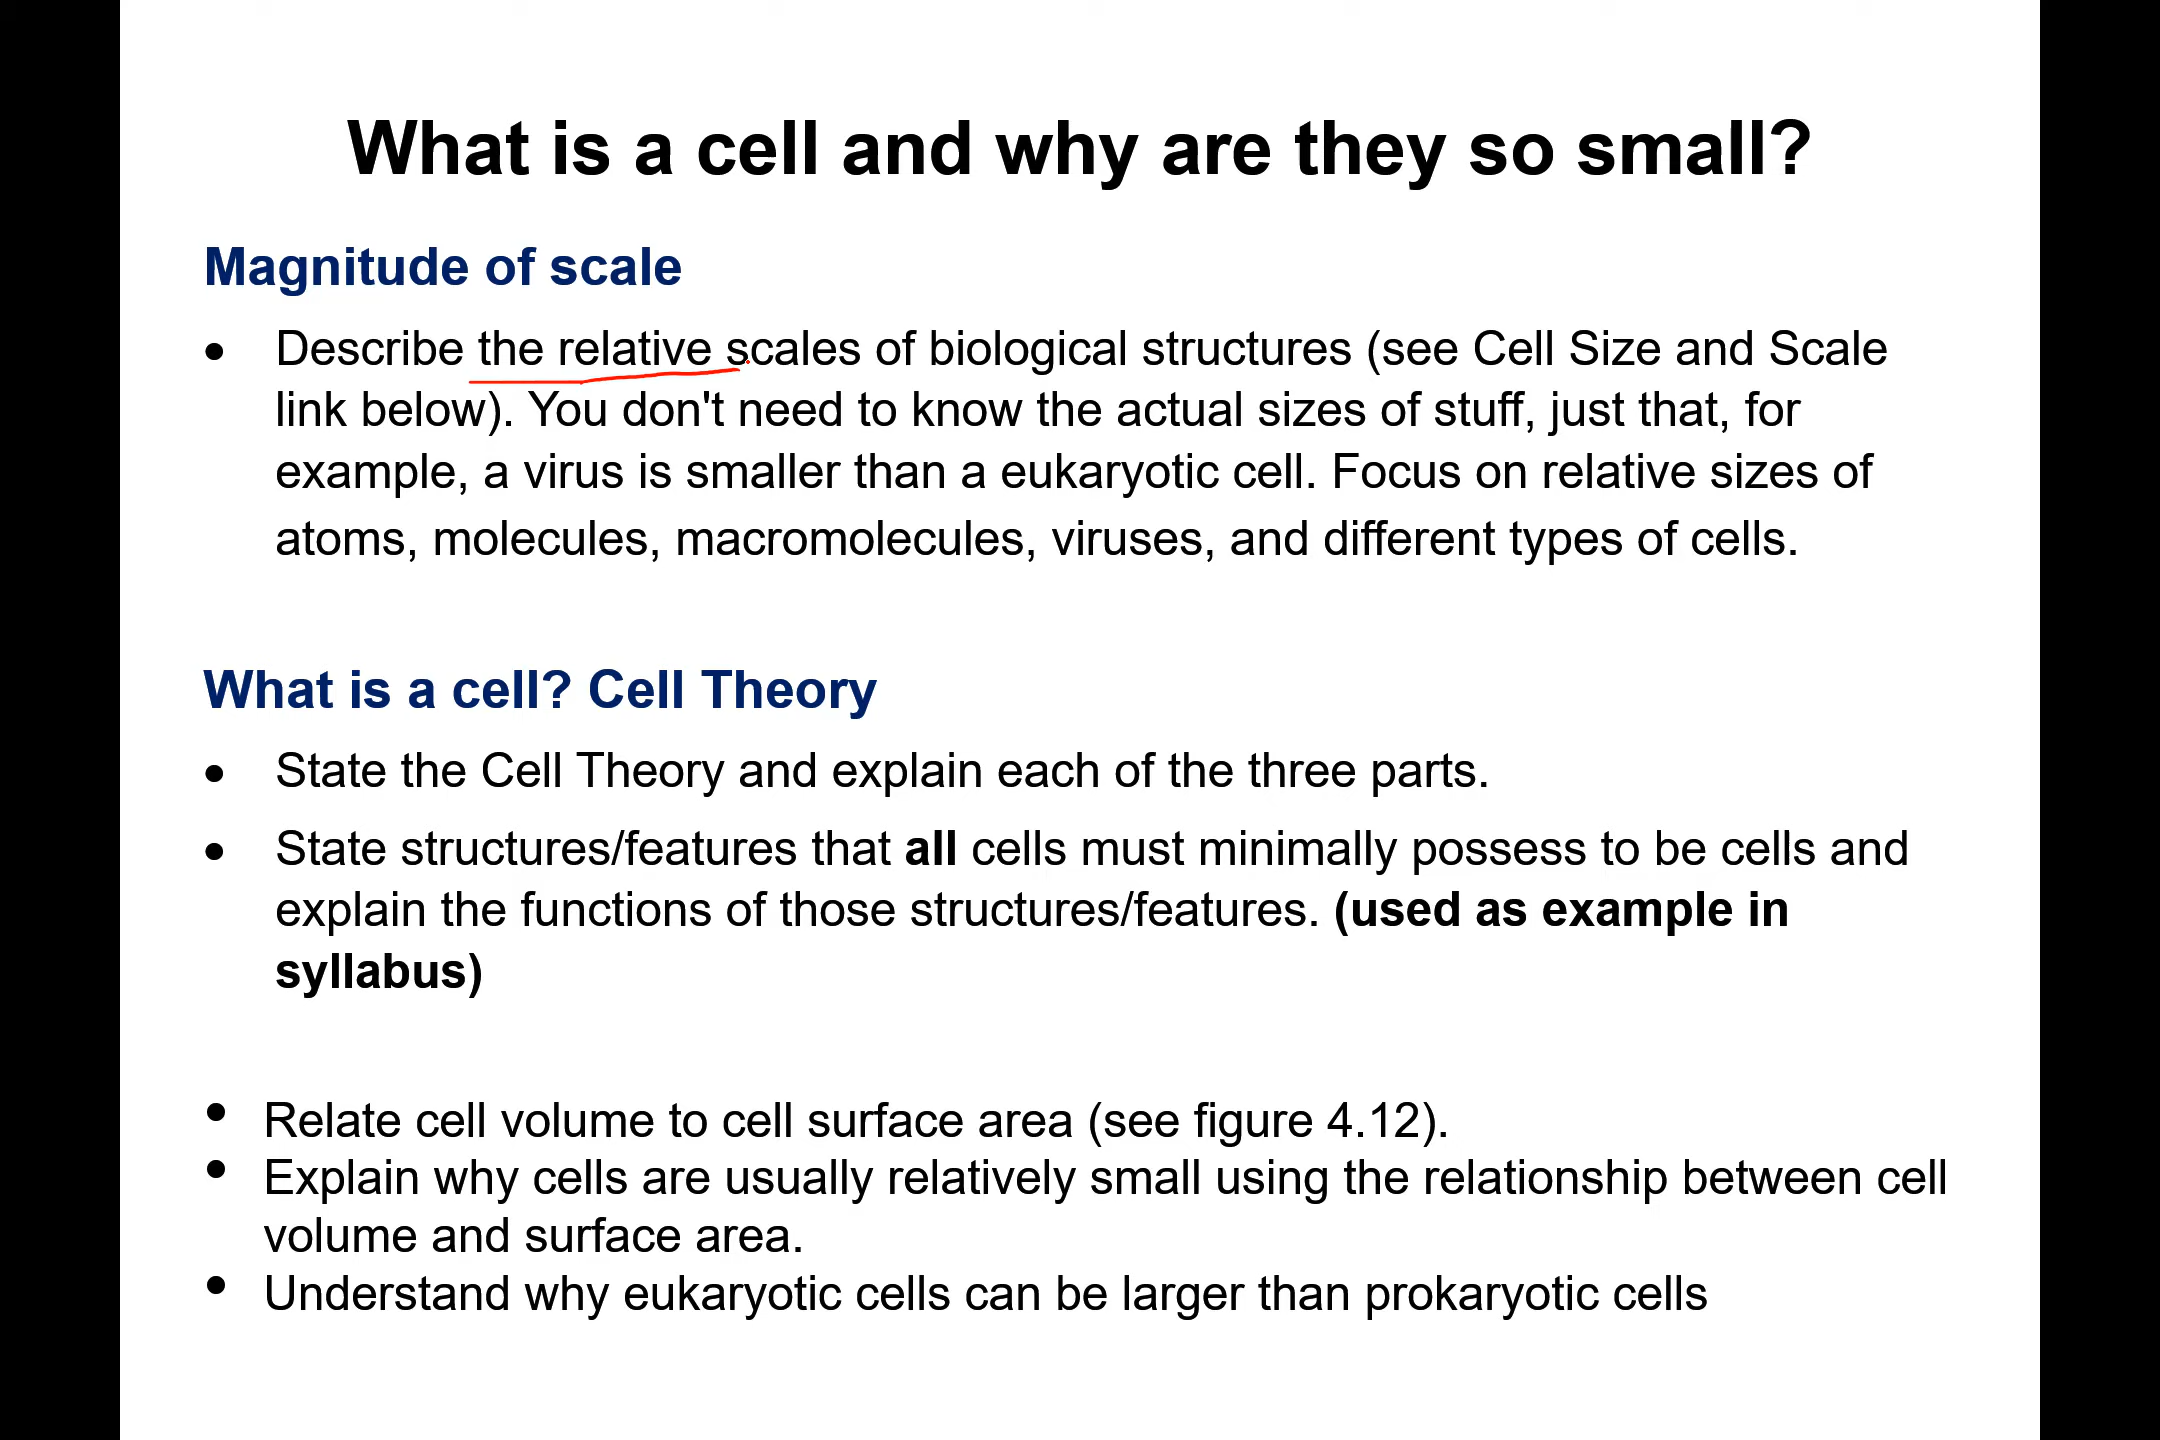 What is a cell and why are they so small?
Magnitude of scale
• Describe the relative scales of biological structures (see Cell Size and Scale
link below). You don't need to know the actual sizes of stuff, just that, for
example, a virus is smaller than a eukaryotic cell. Focus on relative sizes of
atoms, molecules, macromolecules, viruses, and different types of cells.
What is a cell? Cell Theory
• State the Cell Theory and explain each of the three parts.
• State structures/features that all cells must minimally possess to be cells and
explain the functions of those structures/features. (used as example in
syllabus)
• Relate cell volume to cell surface area (see figure 4.12).
• Explain why cells are usually relatively small using the relationship between cell
volume and surface area.
• Understand why eukaryotic cells can be larger than prokaryotic cells